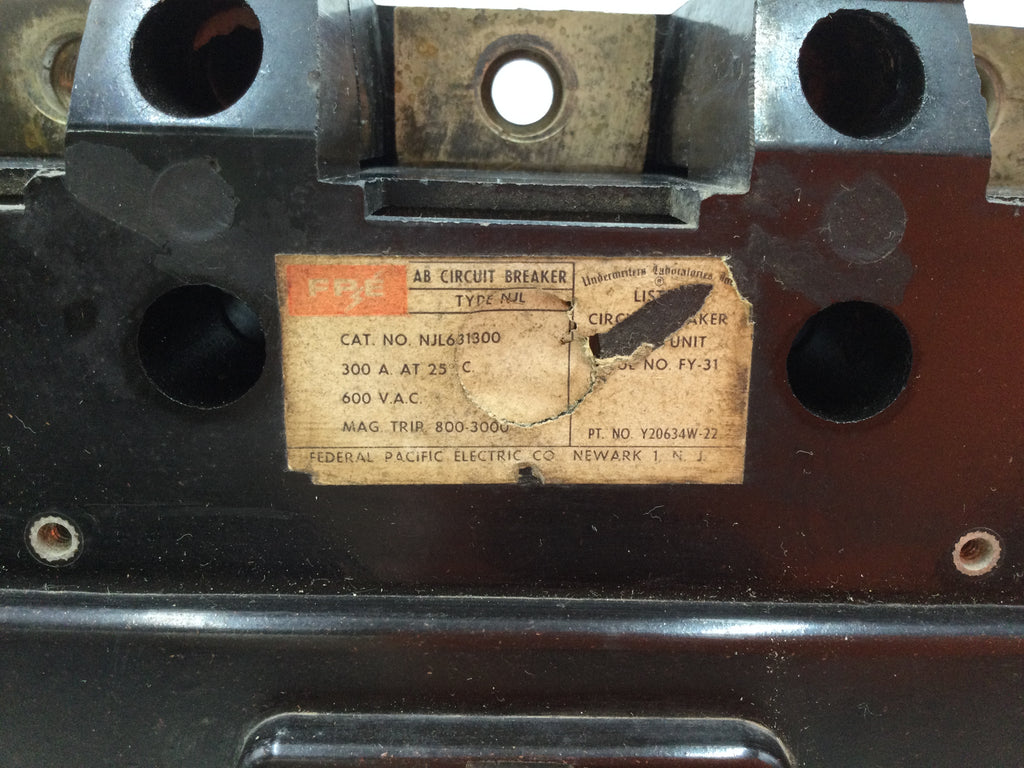 FPE
AB CIRCUIT BREAKER
TYPE NJL
CAT. NO. NJL631300
300 A. AT 25°C
600 V.A.C.
MAG. TRIP. 800-3000
Underwriters Laboratories, Inc.
UNIT
NO. FY-31
PT. NO. Y20634W-22
FEDERAL PACIFIC ELECTRIC CO. NEWARK 1, N. J.